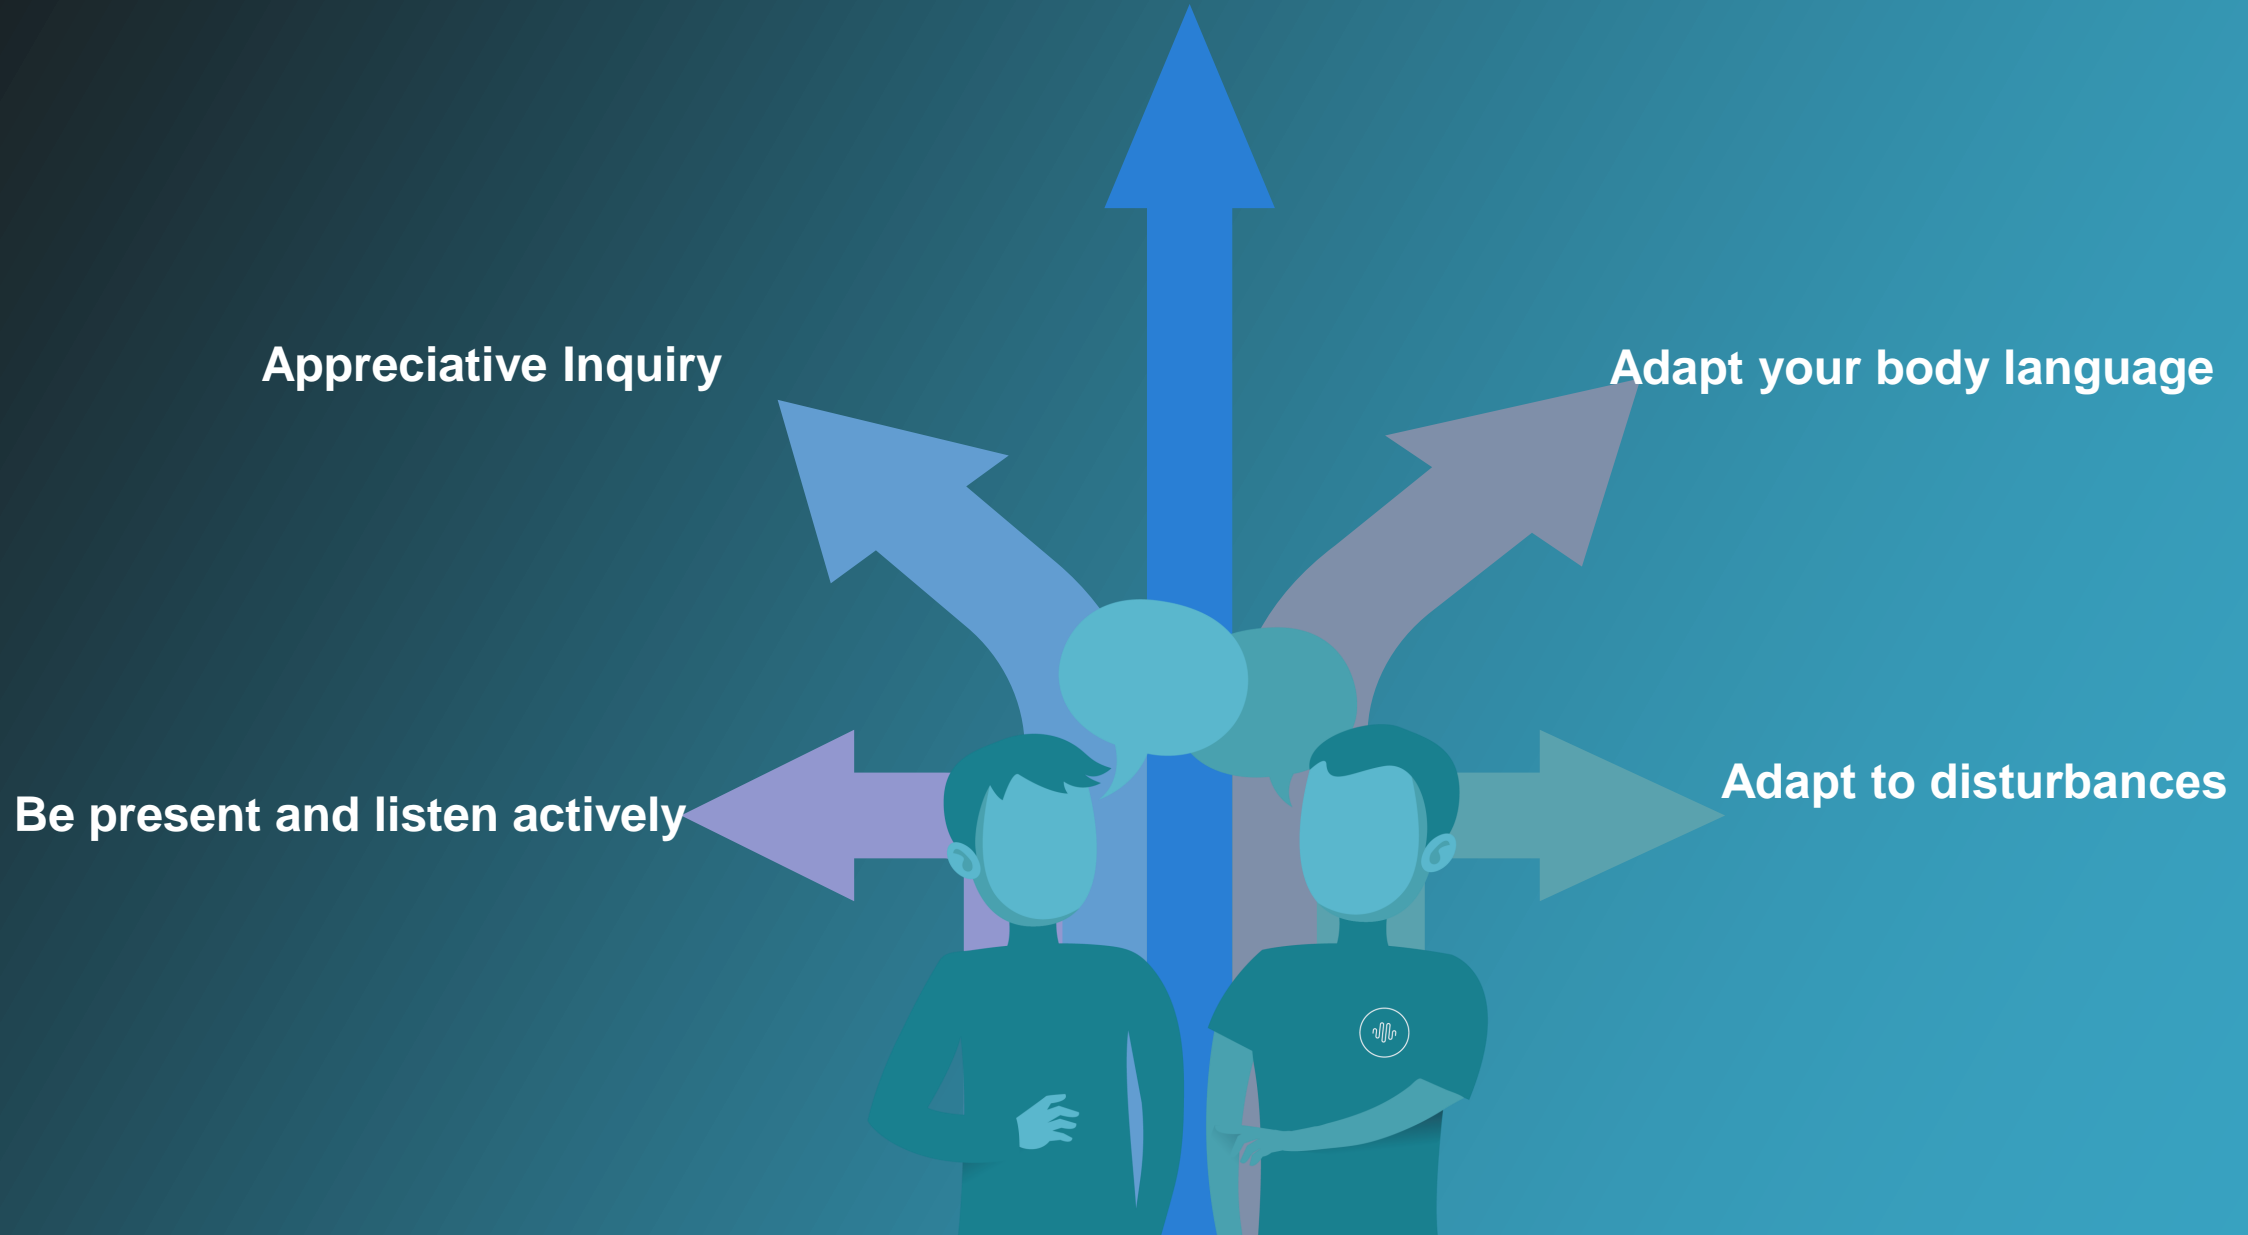 Appreciative Inquiry
Adapt your body language
Be present and listen actively
Adapt to disturbances